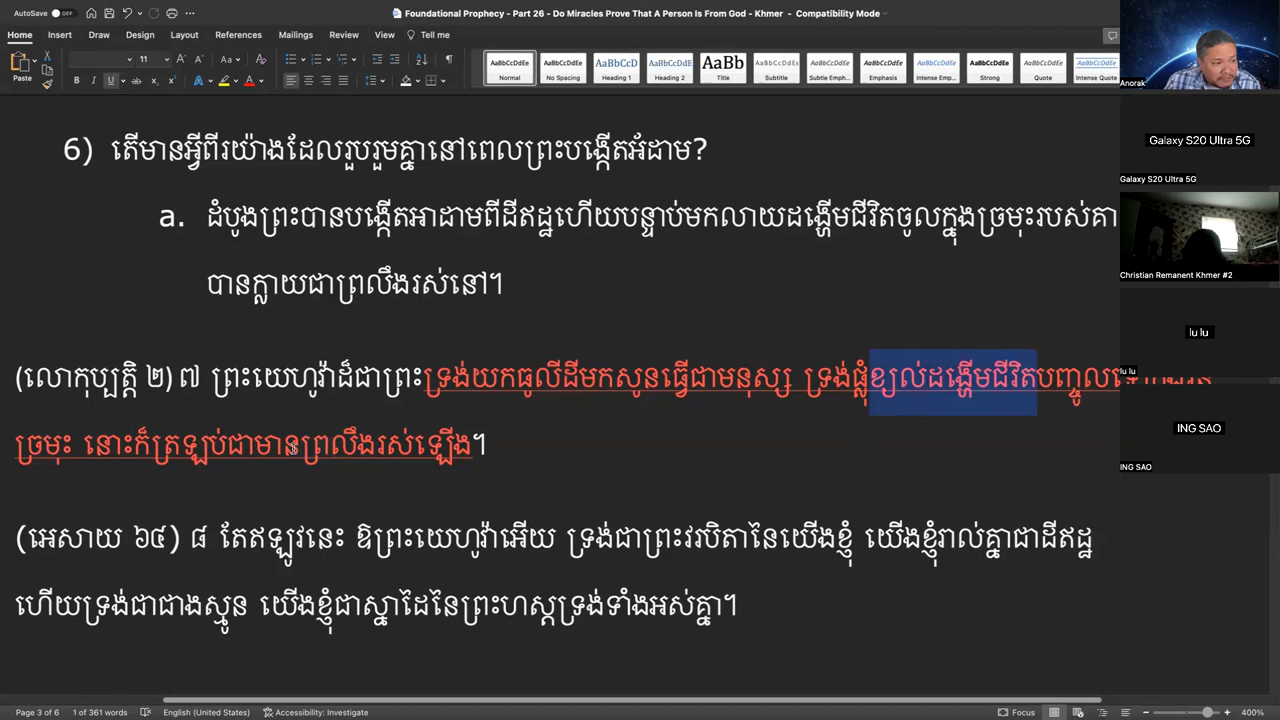 AutoSave OFF
Foundational Prophecy - Part 26 - Do Miracles Prove That A Person Is From God - Khmer - Compatibility Mode
Home Insert Draw Design Layout References Mailings Review View Tell me
Paste
11
AaBbCcDdEe AaBbCcDdEe AaBbCcD AaBbCcDdE AaBb AaBbCcDdEe AaBbCcDdEe AaBbCcDdEe AaBbCcDdEe AaBbCcDdE AaBbCcDdEe AaBbCcDdEe
Normal No Spacing Heading 1 Heading 2 Title Subtitle Subtle Emph... Emphasis Intense Emp... Strong Quote Intense Quote
6) តើមានអ្វីពីរយ៉ាងដែលរួបរួមគ្នានៅពេលព្រះបង្កើតអ័ដាម?
a. ដំបូងព្រះបានបង្កើតអាដាមពីដីឥដ្ឋហើយបន្ទាប់មកលាយដង្ហើមជីវិតចូលក្នុងច្រមុះរបស់គា
បានក្លាយជាព្រលឹងរស់នៅ។
(លោកុប្បត្តិ ២) ៧ ព្រះយេហូវ៉ាដ៏ជាព្រះទ្រង់យកធូលីដីមកសូនធ្វើជាមនុស្ស ទ្រង់ផ្លុំខ្យល់ដង្ហើមជីវិតបញ្ចូល
ច្រមុះ នោះក៏ត្រឡប់ជាមានព្រលឹងរស់ឡើង។
(អេសាយ ៦៤) ៨ តែឥឡូវនេះ ឱព្រះយេហូវ៉ាអើយ ទ្រង់ជាព្រះវរបិតានៃយើងខ្ញុំ យើងខ្ញុំរាល់គ្នាជាដីឥដ្ឋ
ហើយទ្រង់ជាជាងស្មូន យើងខ្ញុំជាស្នាដៃនៃព្រះហស្តទ្រង់ទាំងអស់គ្នា។
Anorak
Galaxy S20 Ultra 5G
Galaxy S20 Ultra 5G
Christian Remanent Khmer #2
lu lu
lu lu
ING SAO
ING SAO
Page 3 of 6 1 of 361 words English (United States) Accessibility: Investigate Focus 400%